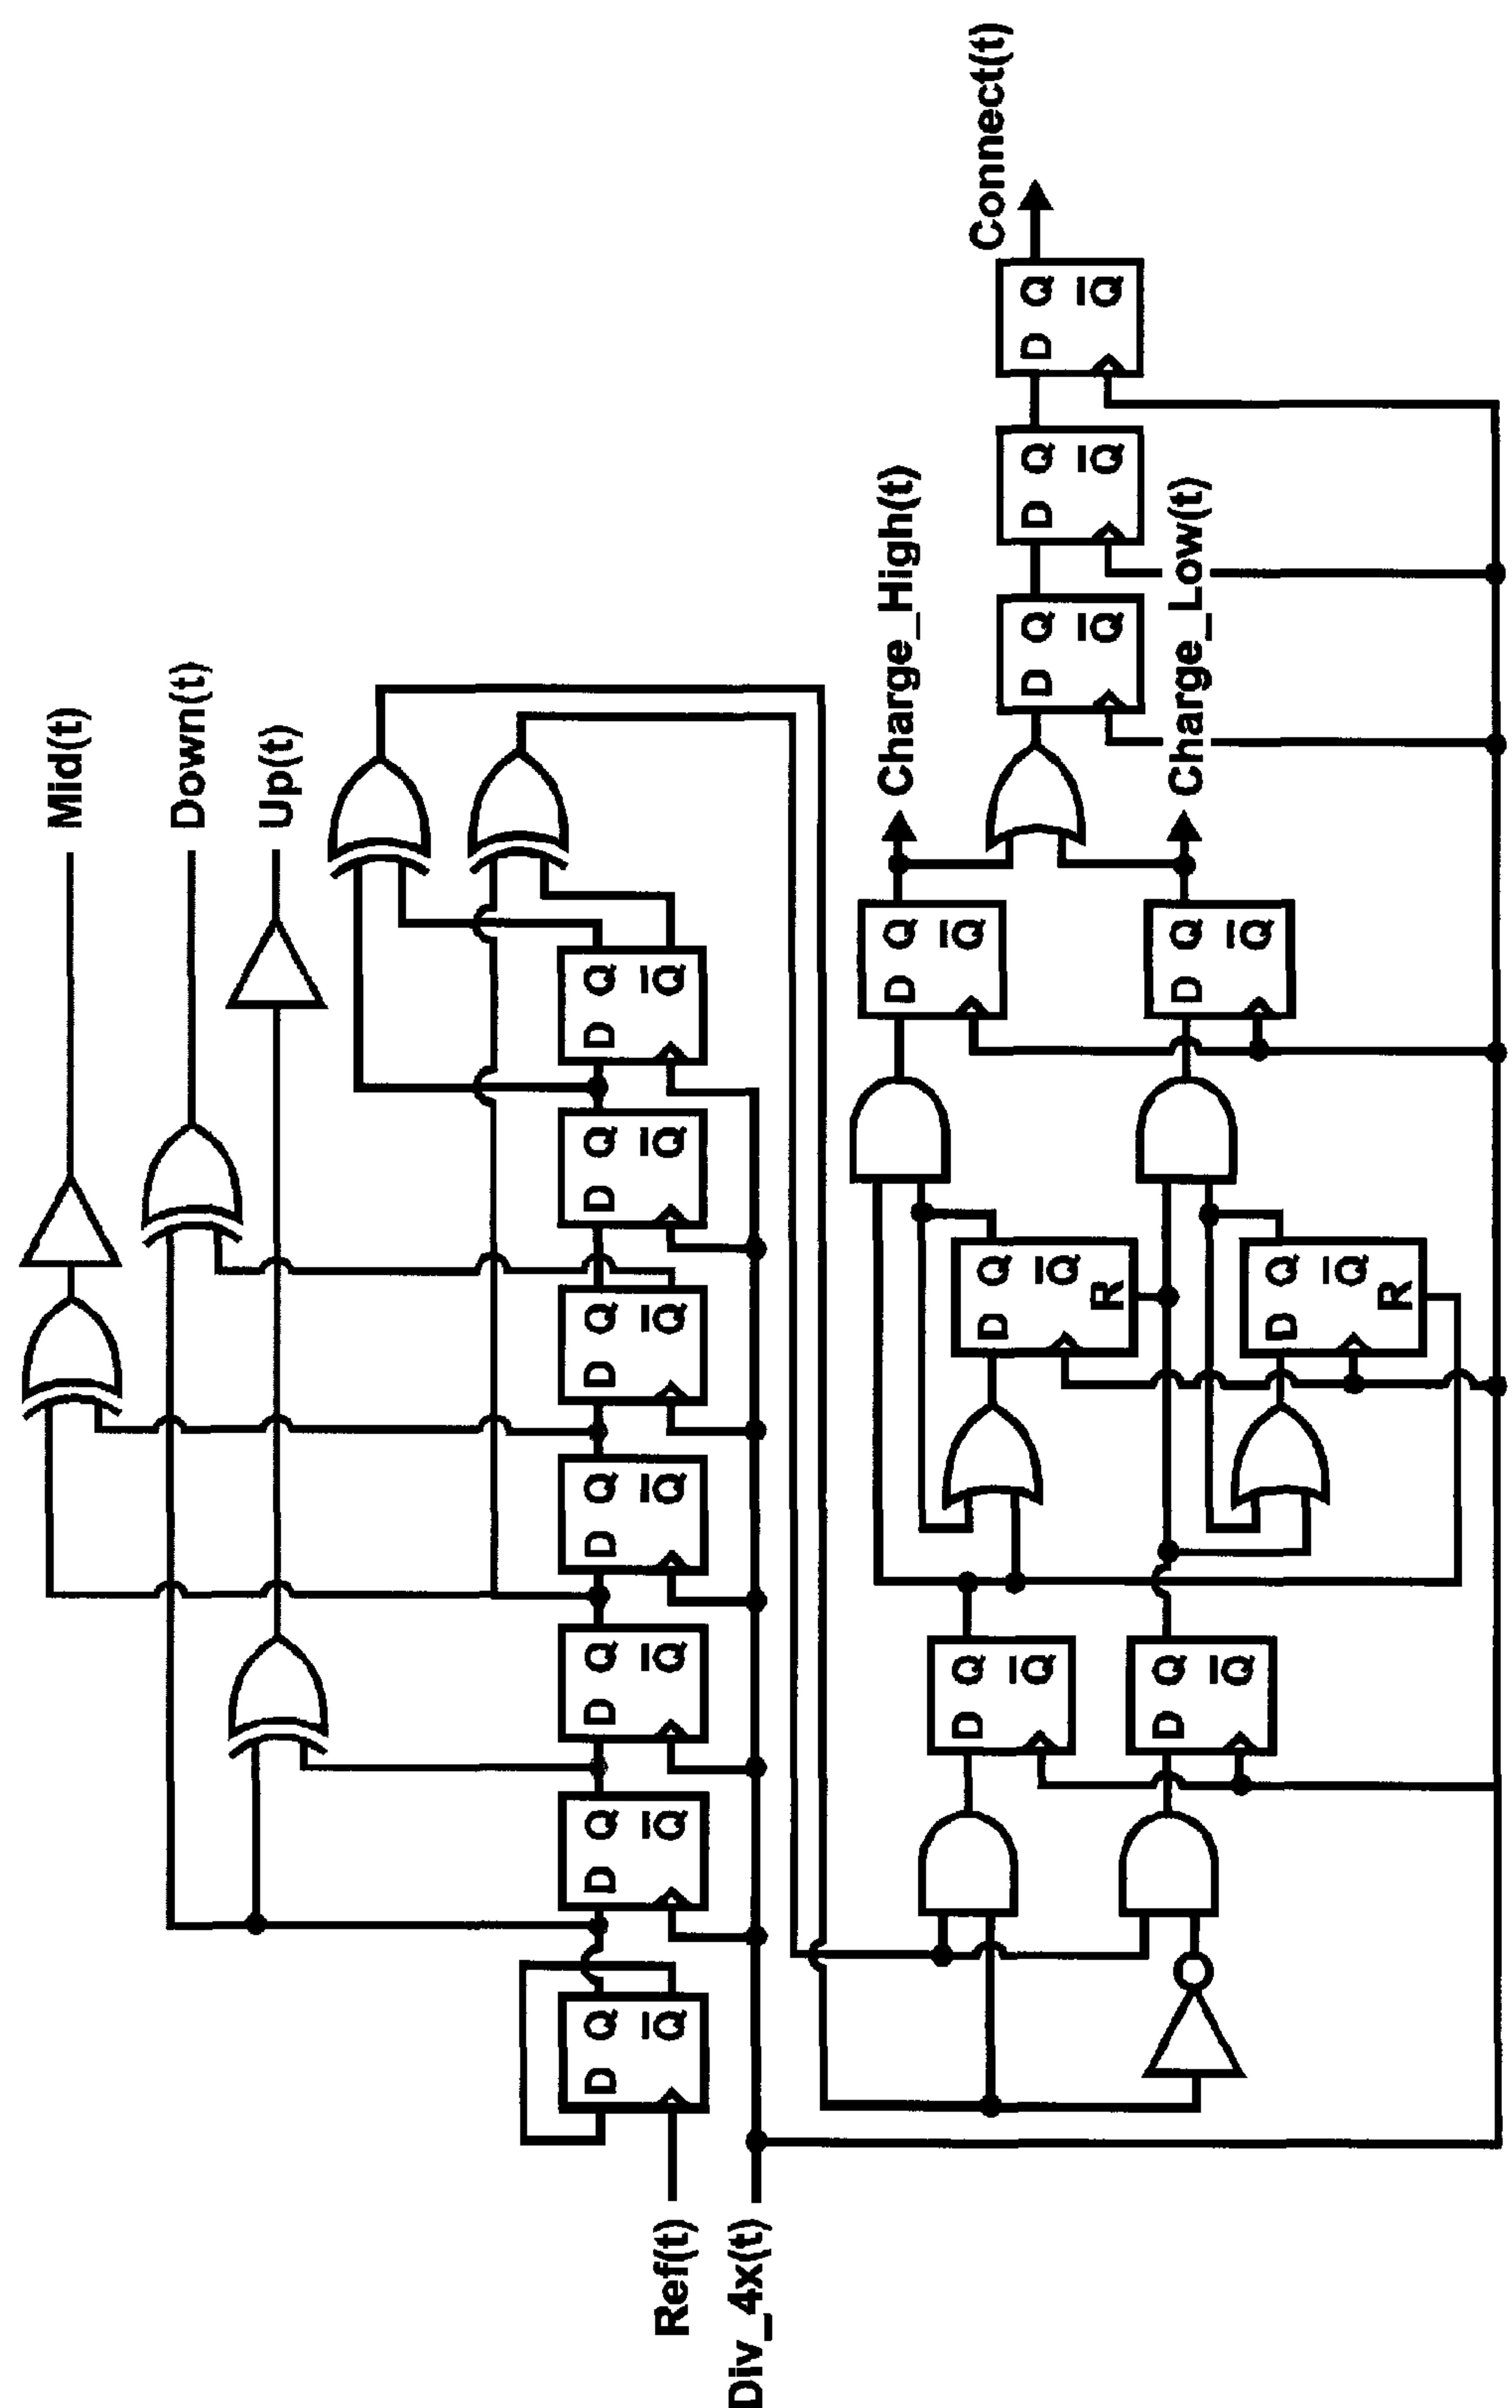 Mid(t)
Down(t)
Up(t)
D Q D Q D Q D Q D Q D Q D Q
Q̅ Q̅ Q̅ Q̅ Q̅ Q̅ Q̅
Ref(t)
Div_4x(t)
D Q
Charge_High(t)
Q̅
D Q
Q̅
D Q
Q̅
R
Connect(t)
D Q D Q D Q
Q̅ Q̅ Q̅
D Q
Q̅
D Q
Charge_Low(t)
Q̅
D Q
Q̅
R